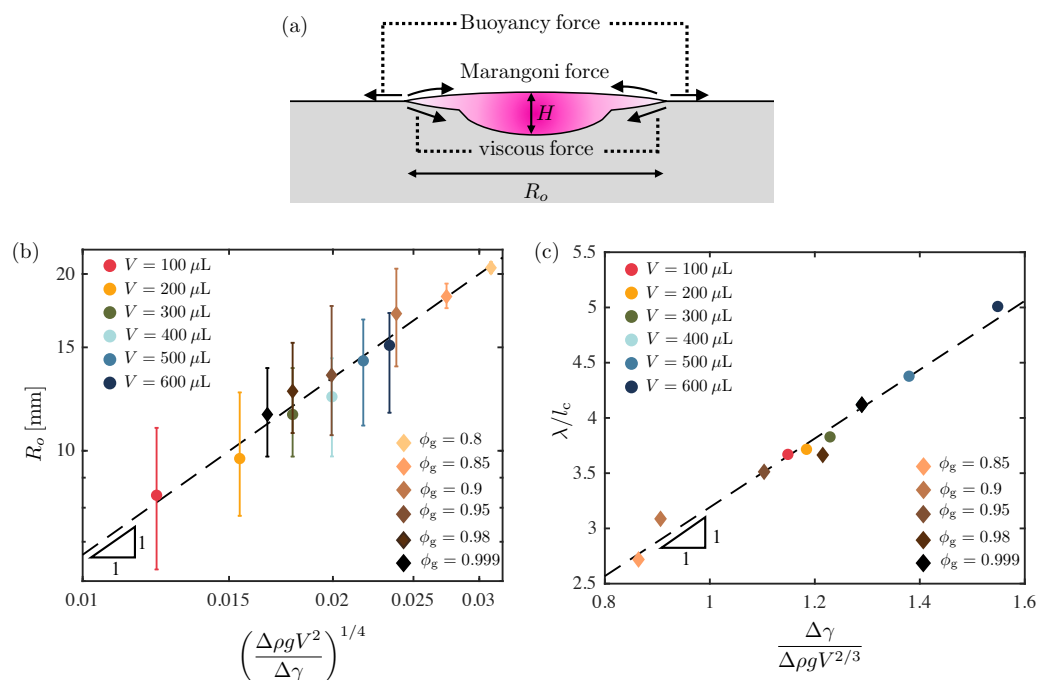 (a)
Buoyancy force
Marangoni force
H
viscous force
R_o
(b)
V = 100 μL
V = 200 μL
V = 300 μL
V = 400 μL
V = 500 μL
V = 600 μL
20
15
10
R_o [mm]
ϕ_g = 0.8
ϕ_g = 0.85
ϕ_g = 0.9
ϕ_g = 0.95
ϕ_g = 0.98
ϕ_g = 0.999
1
1
0.01
0.015
0.02
0.025
0.03
(ΔρgV²/Δγ)^{1/4}
(c)
V = 100 μL
V = 200 μL
V = 300 μL
V = 400 μL
V = 500 μL
V = 600 μL
5.5
5
4.5
4
3.5
3
2.5
λ/l_c
ϕ_g = 0.85
ϕ_g = 0.9
ϕ_g = 0.95
ϕ_g = 0.98
ϕ_g = 0.999
1
1
0.8
1
1.2
1.4
1.6
Δγ
ΔρgV^{2/3}